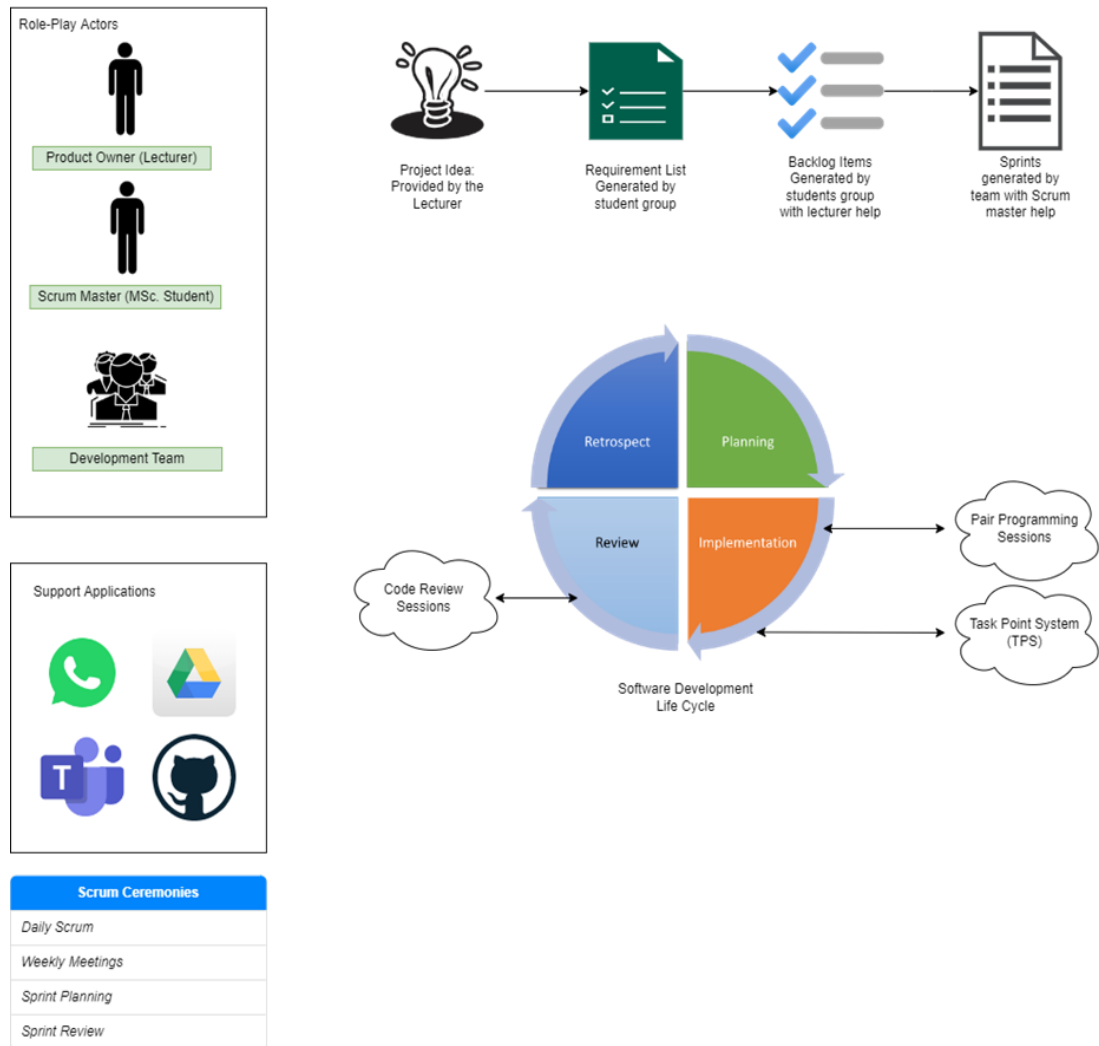 Role-Play Actors
Product Owner (Lecturer)
Scrum Master (MSc. Student)
Development Team
Project Idea:
Provided by the
Lecturer
Requirement List
Generated by
student group
Backlog Items
Generated by
students group
with lecturer help
Sprints
generated by
team with Scrum
master help
Retrospect
Planning
Review
Implementation
Pair Programming
Sessions
Code Review
Sessions
Task Point System
(TPS)
Software Development
Life Cycle
Support Applications
T
Scrum Ceremonies
Daily Scrum
Weekly Meetings
Sprint Planning
Sprint Review